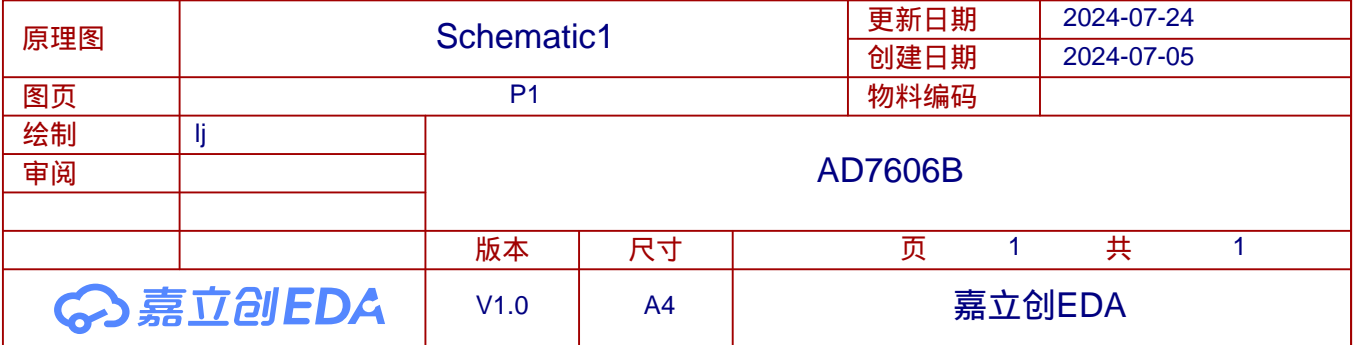 原理图 Schematic1 更新日期 2024-07-24
创建日期 2024-07-05
图页 P1 物料编码
绘制 lj
AD7606B
审阅
版本 尺寸 页 1 共 1
嘉立创EDA V1.0 A4 嘉立创EDA